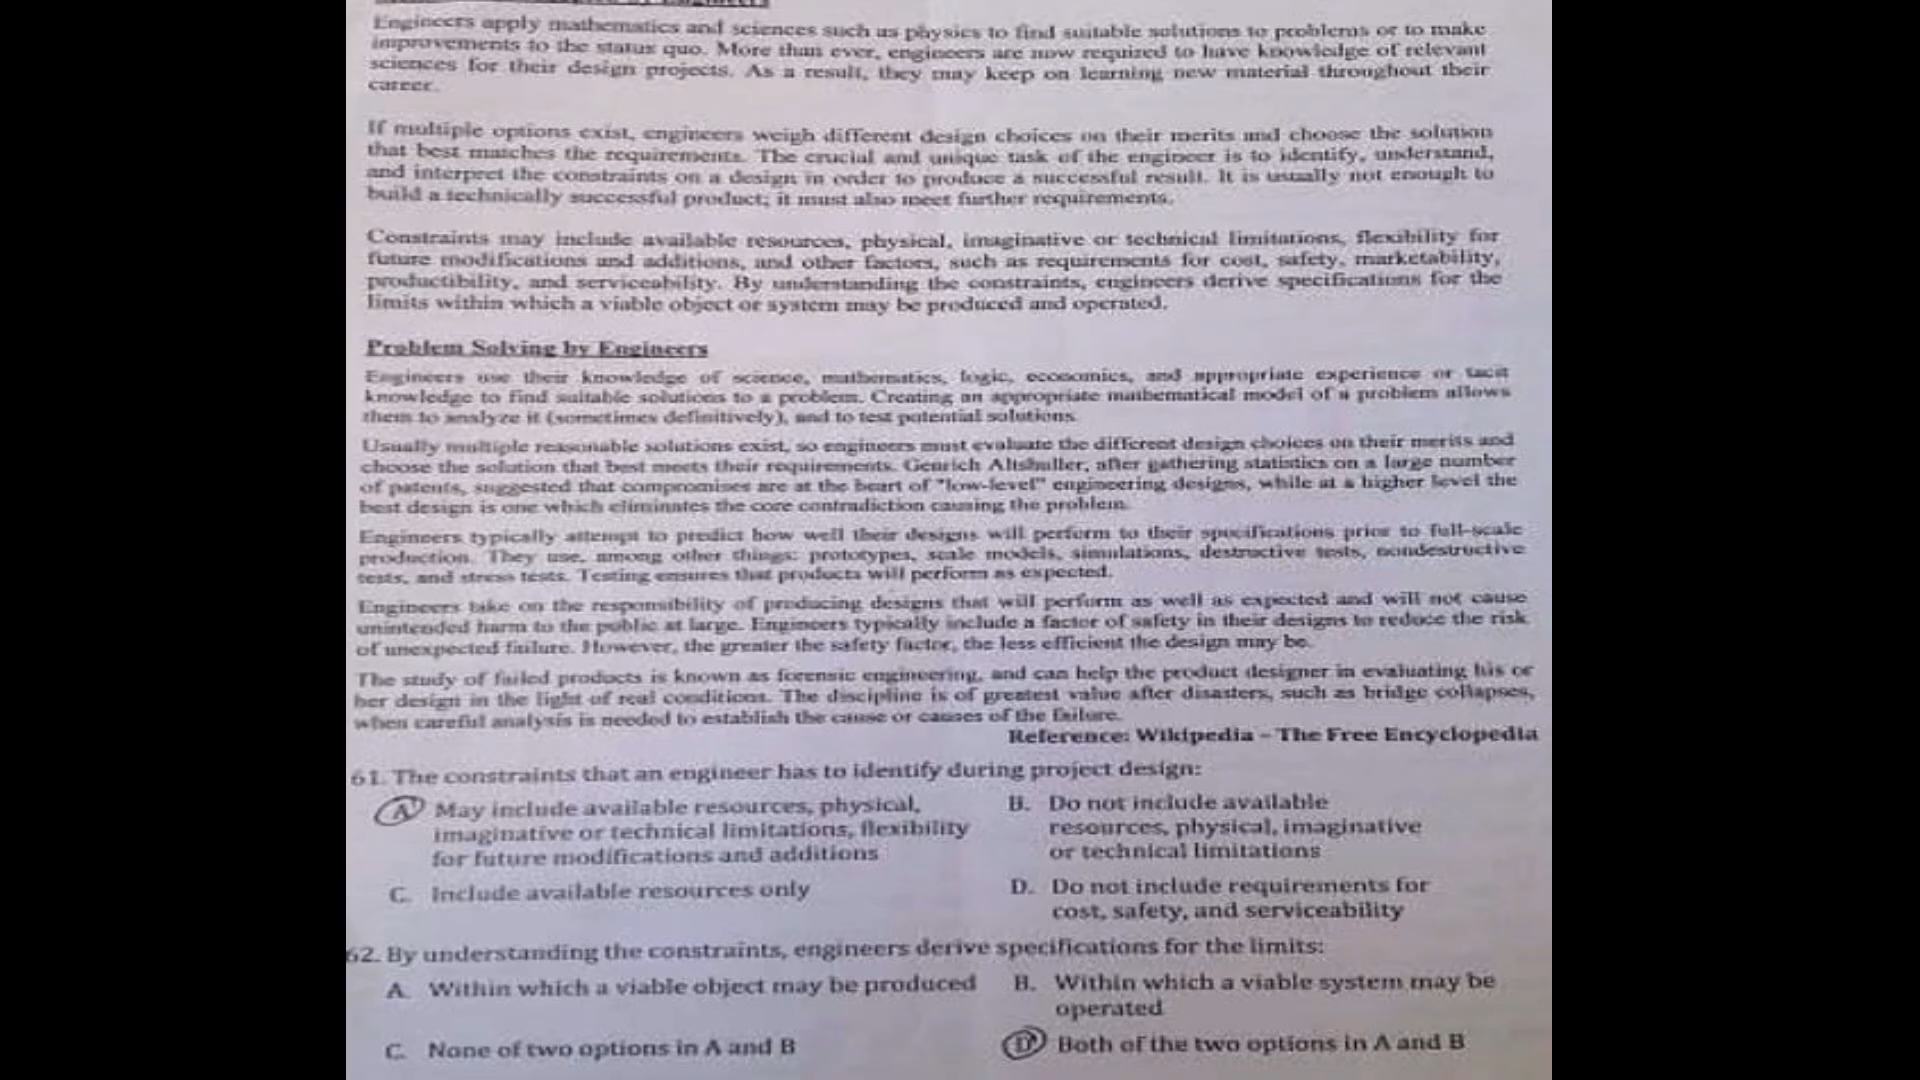 by Engineers
Engineers apply mathematics and sciences such as physics to find suitable solutions to problems or to make
improvements to the status quo. More than ever, engineers are now required to have knowledge of relevant
sciences for their design projects. As a result, they may keep on learning new material throughout their
career.
If multiple options exist, engineers weigh different design choices on their merits and choose the solution
that best matches the requirements. The crucial and unique task of the engineer is to identify, understand,
and interpret the constraints on a design in order to produce a successful result. It is usually not enough to
build a technically successful product; it must also meet further requirements.
Constraints may include available resources, physical, imaginative or technical limitations, flexibility for
future modifications and additions, and other factors, such as requirements for cost, safety, marketability,
productibility, and serviceability. By understanding the constraints, engineers derive specifications for the
limits within which a viable object or system may be produced and operated.
Problem Solving by Engineers
Engineers use their knowledge of science, mathematics, logic, economics, and appropriate experience or tacit
knowledge to find suitable solutions to a problem. Creating an appropriate mathematical model of a problem allows
them to analyze it (sometimes definitively), and to test potential solutions.
Usually multiple reasonable solutions exist, so engineers must evaluate the different design choices on their merits and
choose the solution that best meets their requirements. Genrich Altshuller, after gathering statistics on a large number
of patents, suggested that compromises are at the heart of "low-level" engineering designs, while at a higher level the
best design is one which eliminates the core contradiction causing the problem.
Engineers typically attempt to predict how well their designs will perform to their specifications prior to full-scale
production. They use, among other things: prototypes, scale models, simulations, destructive tests, nondestructive
tests, and stress tests. Testing ensures that products will perform as expected.
Engineers take on the responsibility of producing designs that will perform as well as expected and will not cause
unintended harm to the public at large. Engineers typically include a factor of safety in their designs to reduce the risk
of unexpected failure. However, the greater the safety factor, the less efficient the design may be.
The study of failed products is known as forensic engineering, and can help the product designer in evaluating his or
her design in the light of real conditions. The discipline is of greatest value after disasters, such as bridge collapses,
when careful analysis is needed to establish the cause or causes of the failure.
Reference: Wikipedia – The Free Encyclopedia
61. The constraints that an engineer has to identify during project design:
A. May include available resources, physical,
imaginative or technical limitations, flexibility
for future modifications and additions
B. Do not include available
resources, physical, imaginative
or technical limitations
C. Include available resources only
D. Do not include requirements for
cost, safety, and serviceability
62. By understanding the constraints, engineers derive specifications for the limits:
A. Within which a viable object may be produced
B. Within which a viable system may be
operated
C. None of two options in A and B
D. Both of the two options in A and B